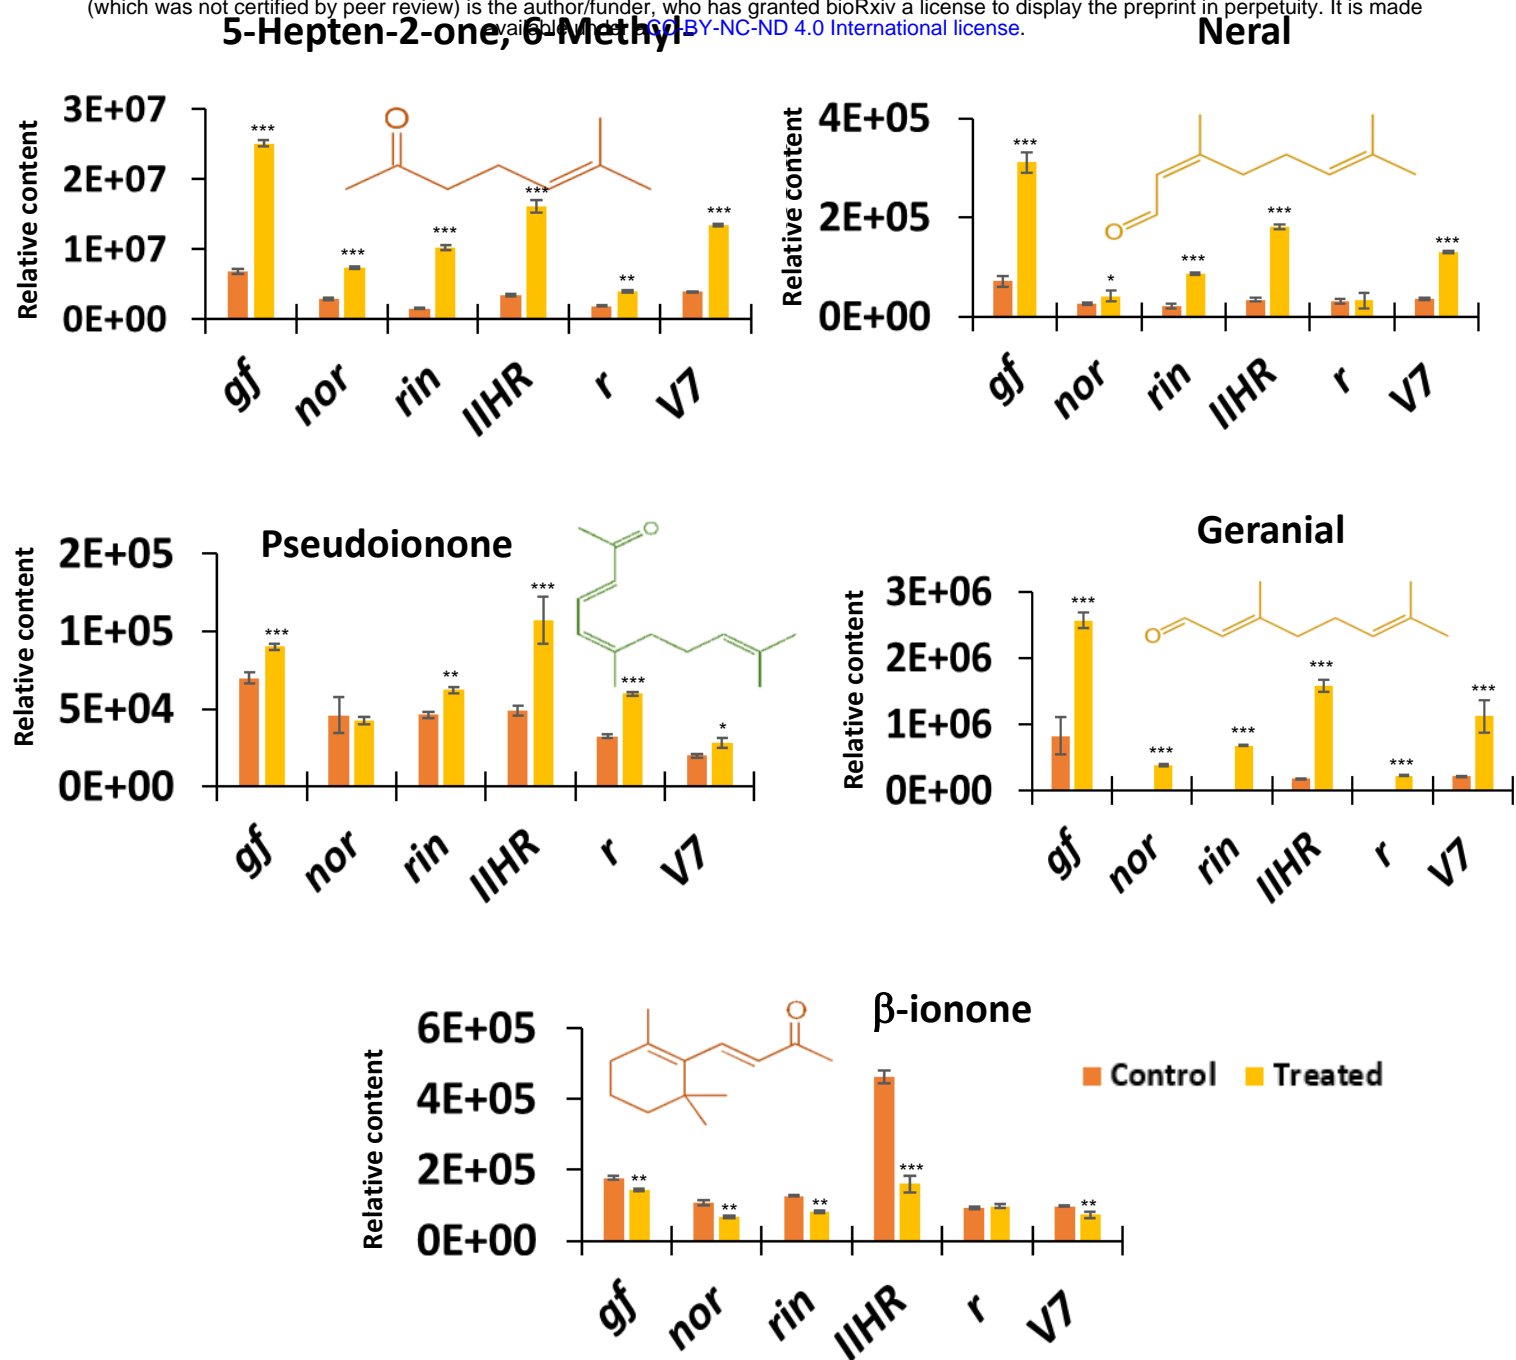 (which was not certified by peer review) is the author/funder, who has granted bioRxiv a license to display the preprint in perpetuity. It is made
available under aCC-BY-NC-ND 4.0 International license.
5-Hepten-2-one, 6-Methyl-
Relative content
3E+07
2E+07
1E+07
0E+00
O
***
***
***
***
**
***
gf
nor
rin
IIHR
r
V7
Neral
Relative content
4E+05
2E+05
0E+00
O
***
*
***
***
***
gf
nor
rin
IIHR
r
V7
Pseudoionone
Relative content
2E+05
1E+05
5E+04
0E+00
O
***
**
***
***
*
gf
nor
rin
IIHR
r
V7
Geranial
Relative content
3E+06
2E+06
1E+06
0E+00
O
***
***
***
***
***
***
gf
nor
rin
IIHR
r
V7
β-ionone
Relative content
6E+05
4E+05
2E+05
0E+00
O
**
**
**
***
**
gf
nor
rin
IIHR
r
V7
Control
Treated